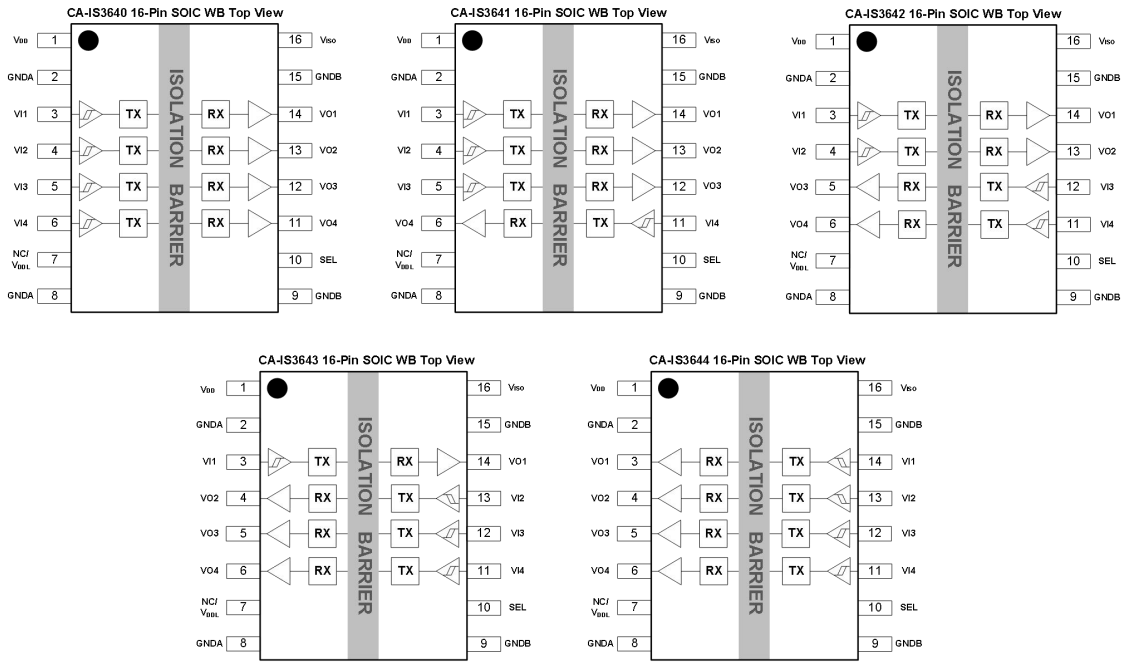 CA-IS3640 16-Pin SOIC WB Top View
VDD 1 16 VISO
GNDA 2 15 GNDB
VI1 3 TX RX 14 VO1
VI2 4 TX RX 13 VO2
VI3 5 TX RX 12 VO3
VI4 6 TX RX 11 VO4
NC/
VDDL 7 10 SEL
GNDA 8 9 GNDB
ISOLATION BARRIER
CA-IS3641 16-Pin SOIC WB Top View
VDD 1 16 VISO
GNDA 2 15 GNDB
VI1 3 TX RX 14 VO1
VI2 4 TX RX 13 VO2
VI3 5 TX RX 12 VO3
VO4 6 RX TX 11 VI4
NC/
VDDL 7 10 SEL
GNDA 8 9 GNDB
ISOLATION BARRIER
CA-IS3642 16-Pin SOIC WB Top View
VDD 1 16 VISO
GNDA 2 15 GNDB
VI1 3 TX RX 14 VO1
VI2 4 TX RX 13 VO2
VO3 5 RX TX 12 VI3
VO4 6 RX TX 11 VI4
NC/
VDDL 7 10 SEL
GNDA 8 9 GNDB
ISOLATION BARRIER
CA-IS3643 16-Pin SOIC WB Top View
VDD 1 16 VISO
GNDA 2 15 GNDB
VI1 3 TX RX 14 VO1
VO2 4 RX TX 13 VI2
VO3 5 RX TX 12 VI3
VO4 6 RX TX 11 VI4
NC/
VDDL 7 10 SEL
GNDA 8 9 GNDB
ISOLATION BARRIER
CA-IS3644 16-Pin SOIC WB Top View
VDD 1 16 VISO
GNDA 2 15 GNDB
VO1 3 RX TX 14 VI1
VO2 4 RX TX 13 VI2
VO3 5 RX TX 12 VI3
VO4 6 RX TX 11 VI4
NC/
VDDL 7 10 SEL
GNDA 8 9 GNDB
ISOLATION BARRIER